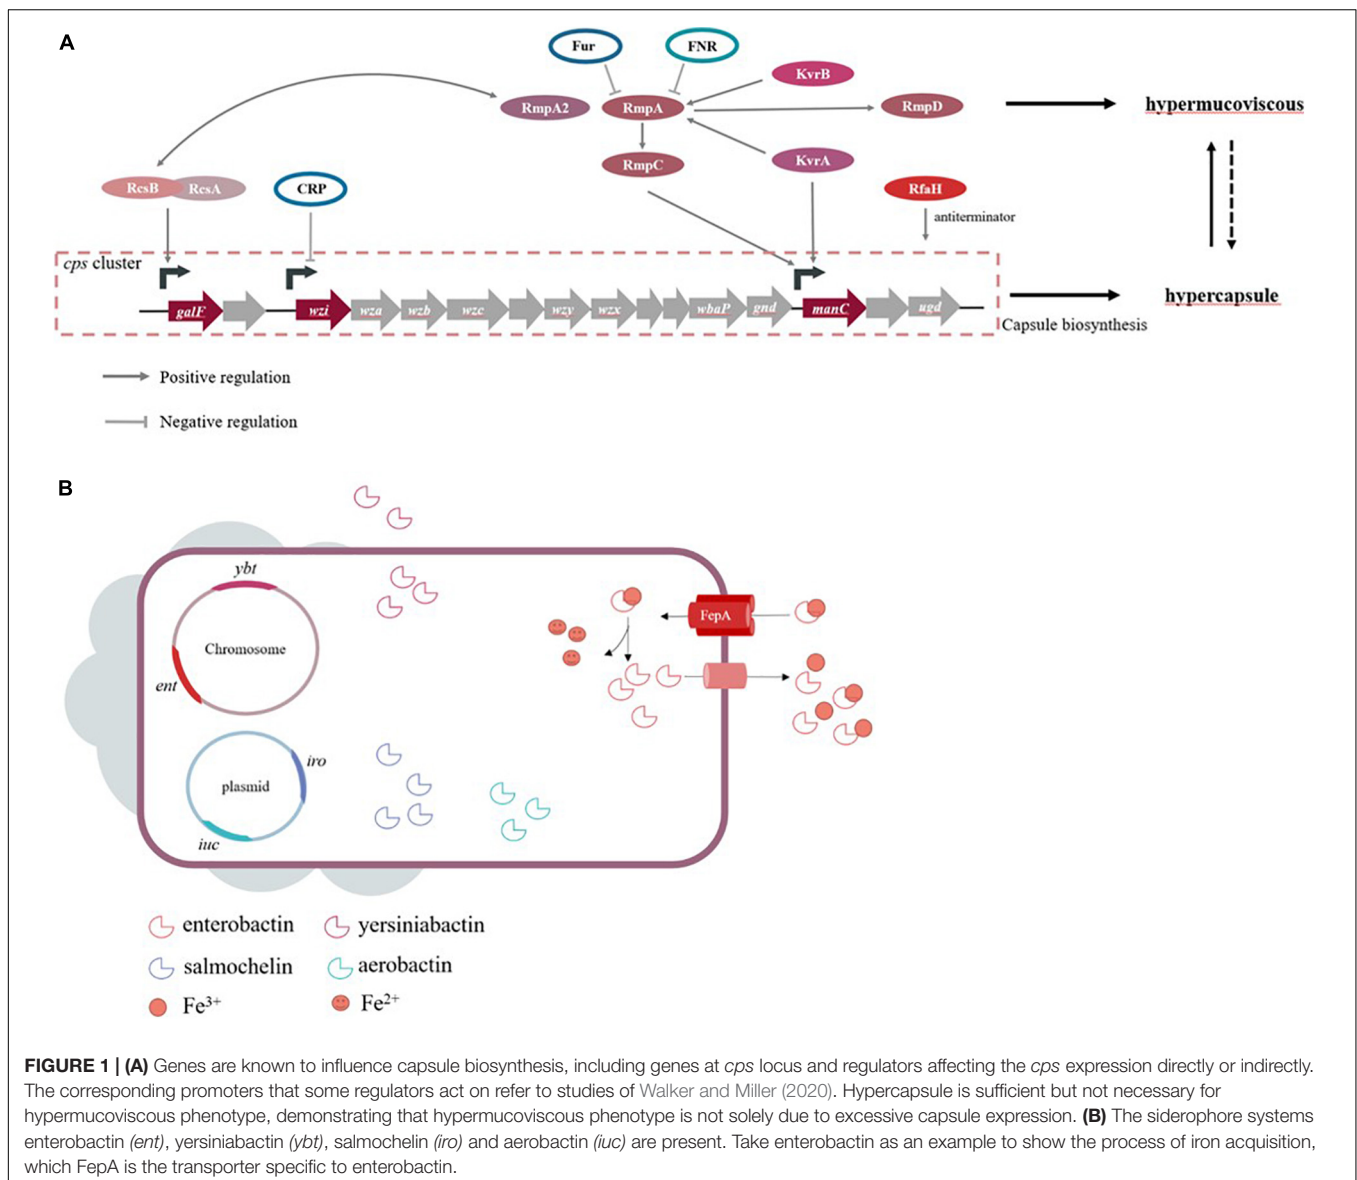 A
Fur
FNR
KvrB
RmpA2
RmpA
RmpD
hypermucoviscous
RmpC
KvrA
RcsB
RcsA
CRP
RfaH
antiterminator
cps cluster
galF
wzi
wza
wzb
wzc
wzy
wzx
wbaP
gnd
manC
ugd
hypercapsule
Capsule biosynthesis
Positive regulation
Negative regulation
B
ybt
Chromosome
ent
FepA
iro
plasmid
iuc
enterobactin
yersiniabactin
salmochelin
aerobactin
Fe3+
Fe2+
FIGURE 1 | (A) Genes are known to influence capsule biosynthesis, including genes at cps locus and regulators affecting the cps expression directly or indirectly.
The corresponding promoters that some regulators act on refer to studies of Walker and Miller (2020). Hypercapsule is sufficient but not necessary for
hypermucoviscous phenotype, demonstrating that hypermucoviscous phenotype is not solely due to excessive capsule expression. (B) The siderophore systems
enterobactin (ent), yersiniabactin (ybt), salmochelin (iro) and aerobactin (iuc) are present. Take enterobactin as an example to show the process of iron acquisition,
which FepA is the transporter specific to enterobactin.